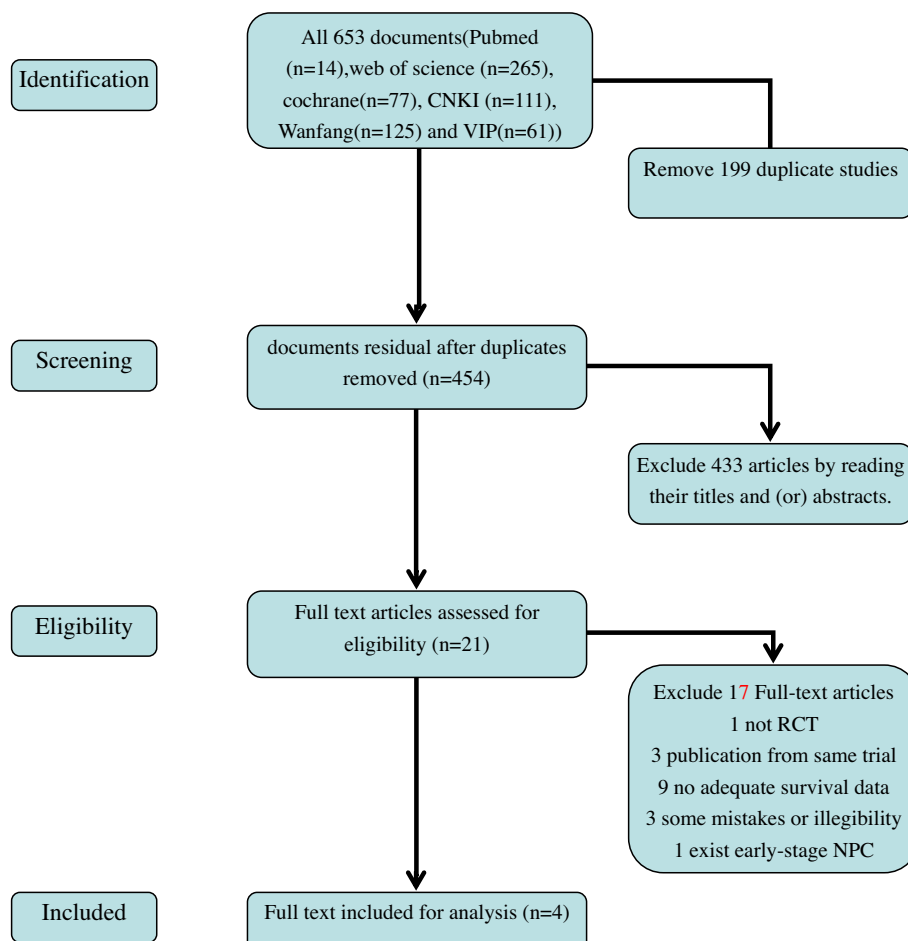 Identification
All 653 documents(Pubmed
(n=14),web of science (n=265),
cochrane(n=77), CNKI (n=111),
Wanfang(n=125) and VIP(n=61))
Remove 199 duplicate studies
Screening
documents residual after duplicates
removed (n=454)
Exclude 433 articles by reading
their titles and (or) abstracts.
Eligibility
Full text articles assessed for
eligibility (n=21)
Exclude 17 Full-text articles
1 not RCT
3 publication from same trial
9 no adequate survival data
3 some mistakes or illegibility
1 exist early-stage NPC
Included
Full text included for analysis (n=4)